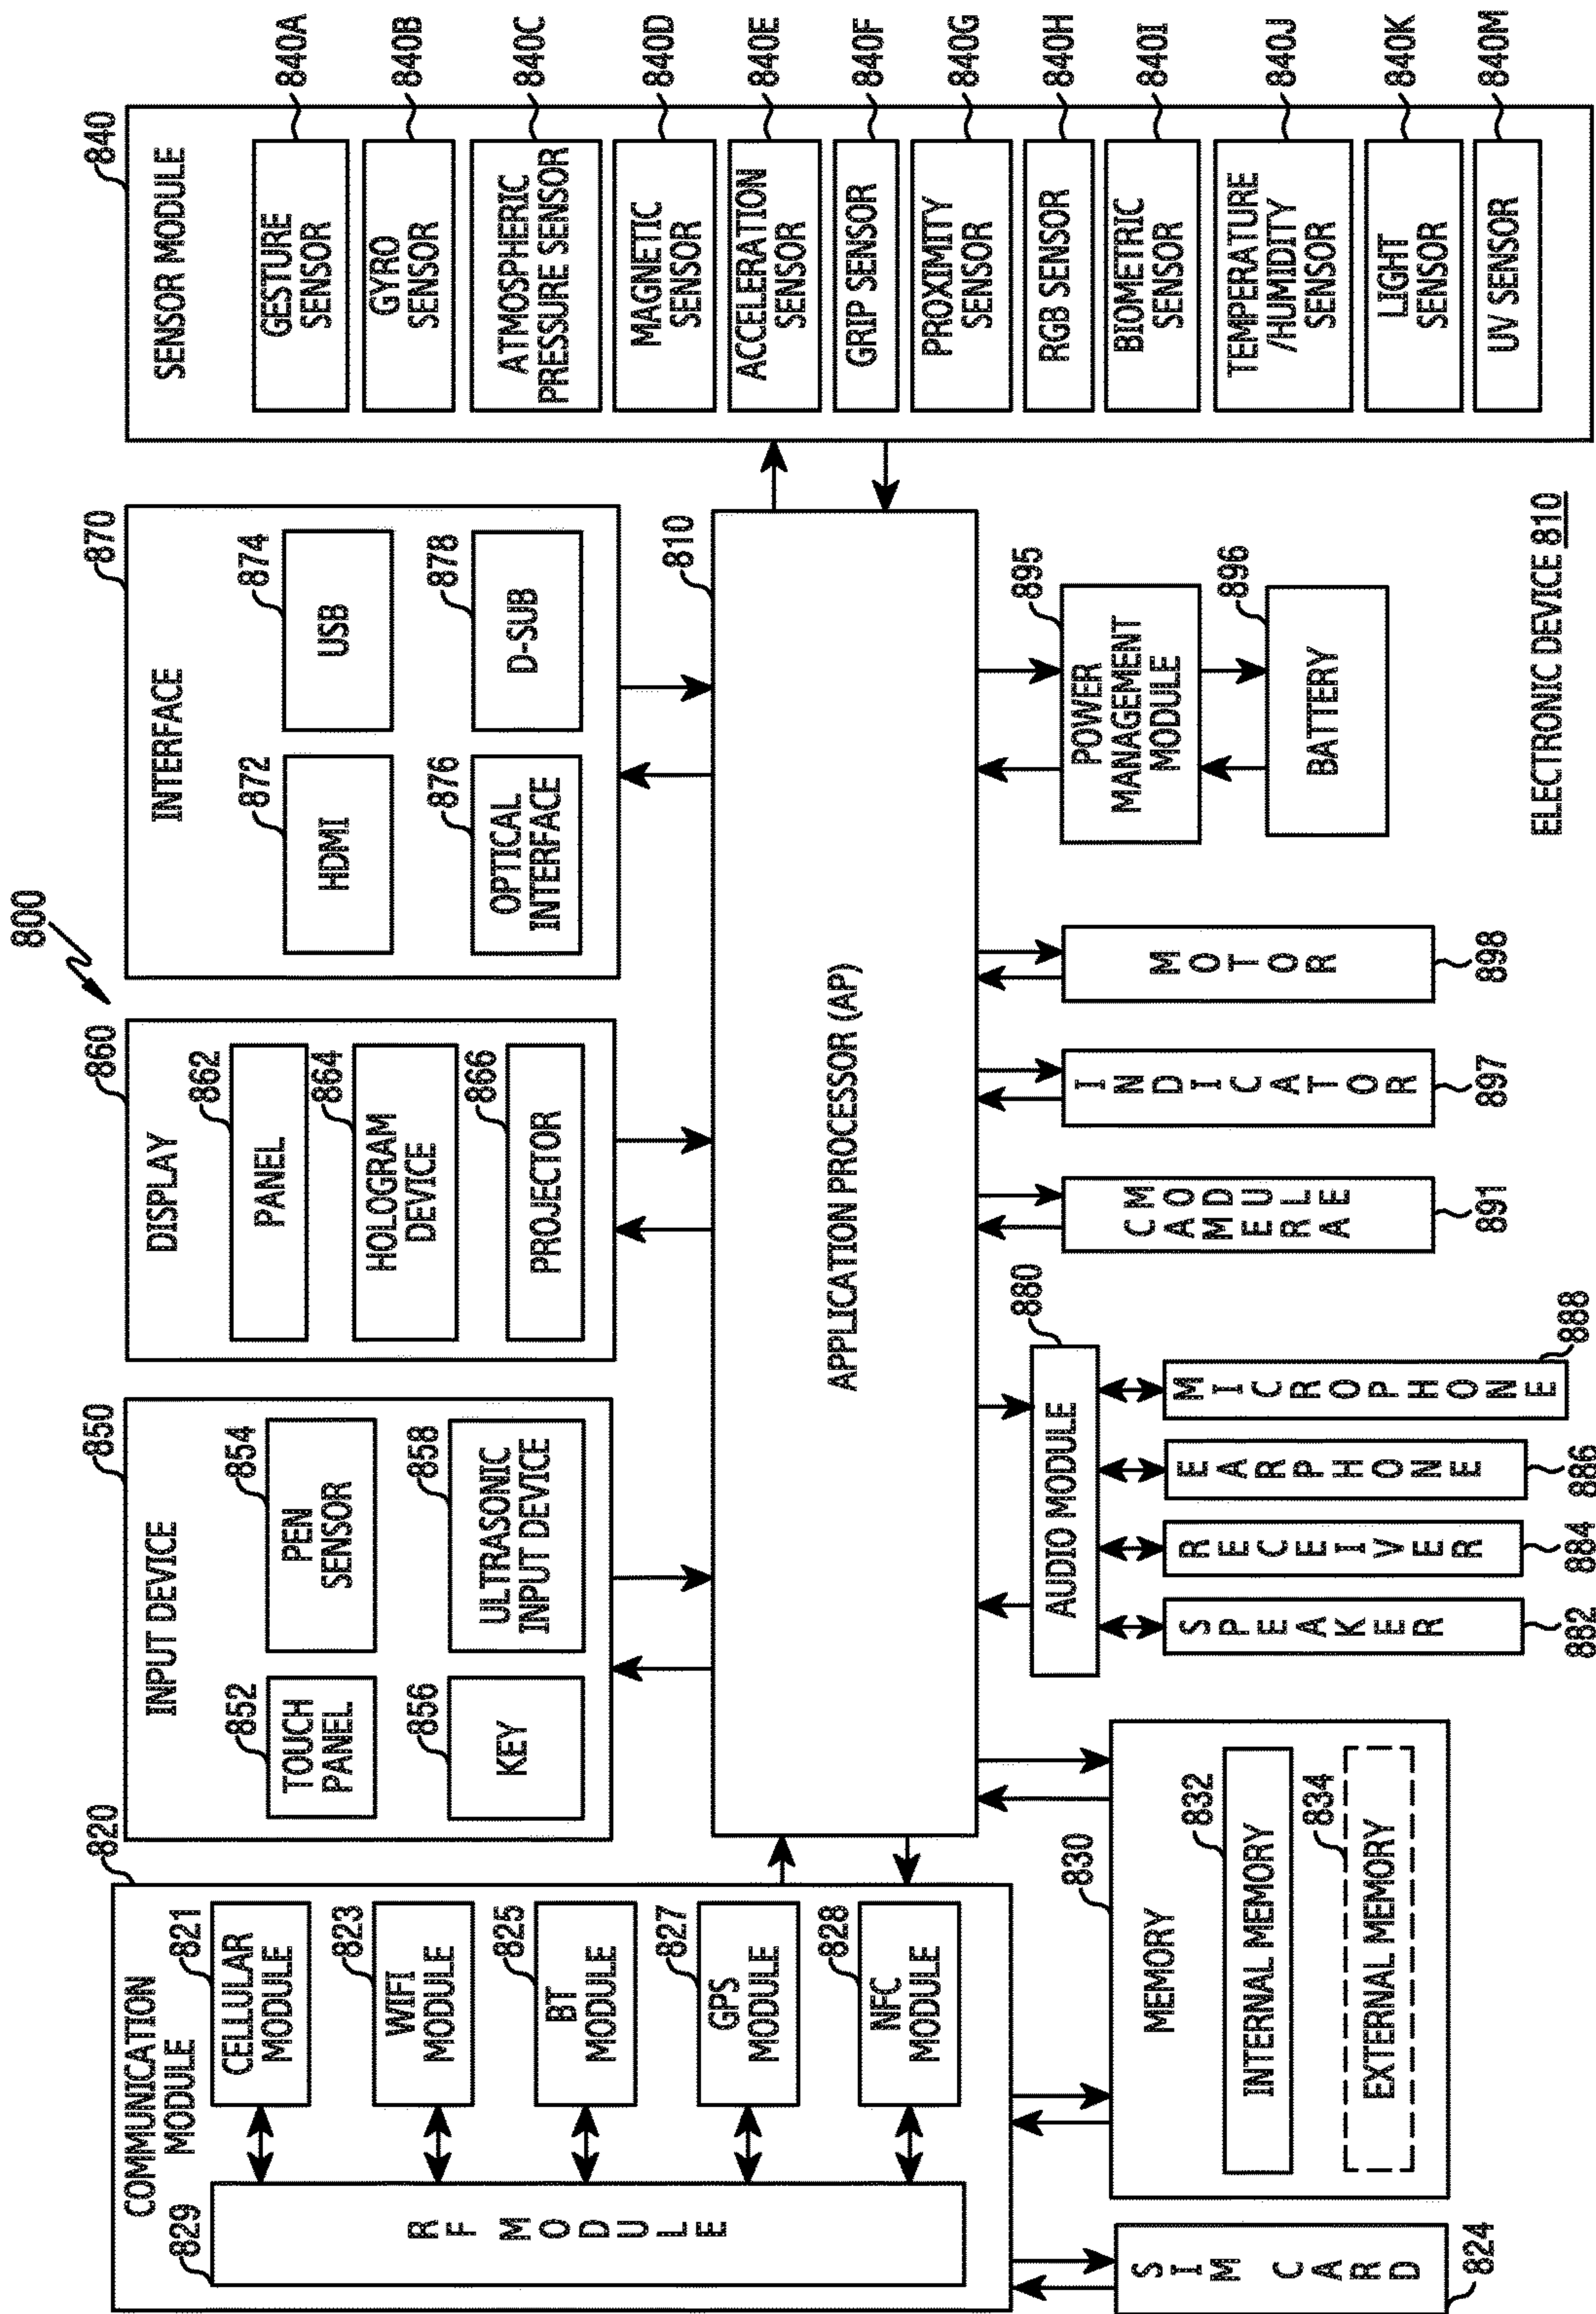 800
820
COMMUNICATION
MODULE
829
RF MODULE
821
CELLULAR
MODULE
823
WIFI
MODULE
825
BT
MODULE
827
GPS
MODULE
828
NFC
MODULE
850
INPUT DEVICE
852
TOUCH
PANEL
854
PEN
SENSOR
856
KEY
858
ULTRASONIC
INPUT DEVICE
860
DISPLAY
862
PANEL
864
HOLOGRAM
DEVICE
866
PROJECTOR
870
INTERFACE
872
HDMI
874
USB
876
OPTICAL
INTERFACE
878
D-SUB
840
SENSOR MODULE
GESTURE
SENSOR
840A
GYRO
SENSOR
840B
ATMOSPHERIC
PRESSURE SENSOR
840C
MAGNETIC
SENSOR
840D
ACCELERATION
SENSOR
840E
GRIP SENSOR
840F
PROXIMITY
SENSOR
840G
RGB SENSOR
840H
BIOMETRIC
SENSOR
840I
TEMPERATURE
/HUMIDITY
SENSOR
840J
LIGHT
SENSOR
840K
UV SENSOR
840M
810
APPLICATION PROCESSOR (AP)
SIM CARD
824
830
MEMORY
832
INTERNAL MEMORY
834
EXTERNAL MEMORY
880
AUDIO MODULE
SPEAKER
882
RECEIVER
884
EARPHONE
886
MICROPHONE
888
CAMERA
MODULE
891
INDICATOR
897
MOTOR
898
895
POWER
MANAGEMENT
MODULE
896
BATTERY
ELECTRONIC DEVICE 810